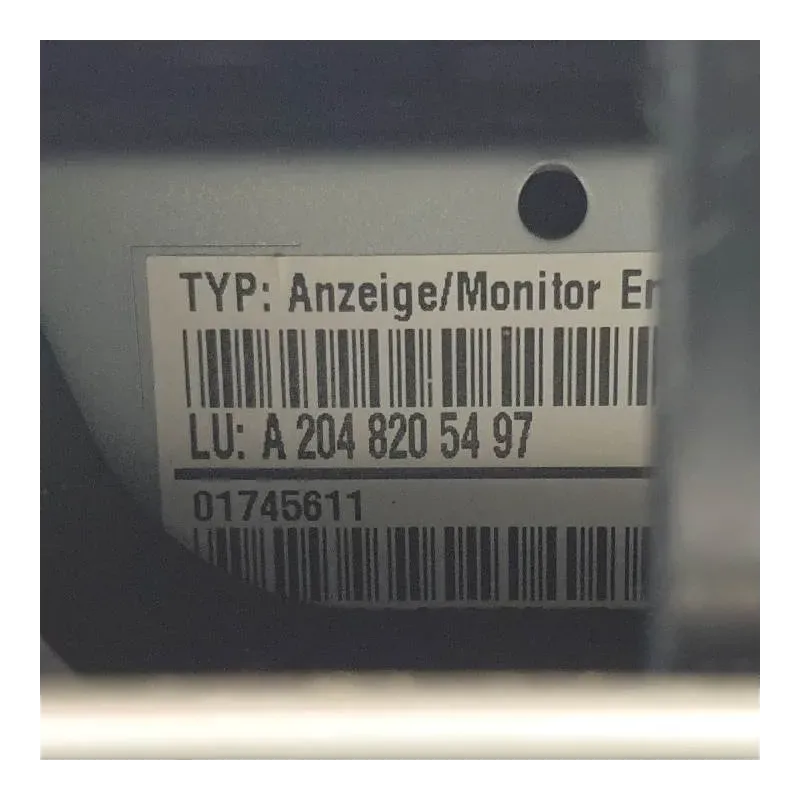 TYP: Anzeige/Monitor
LU: A 204 820 54 97
01745611